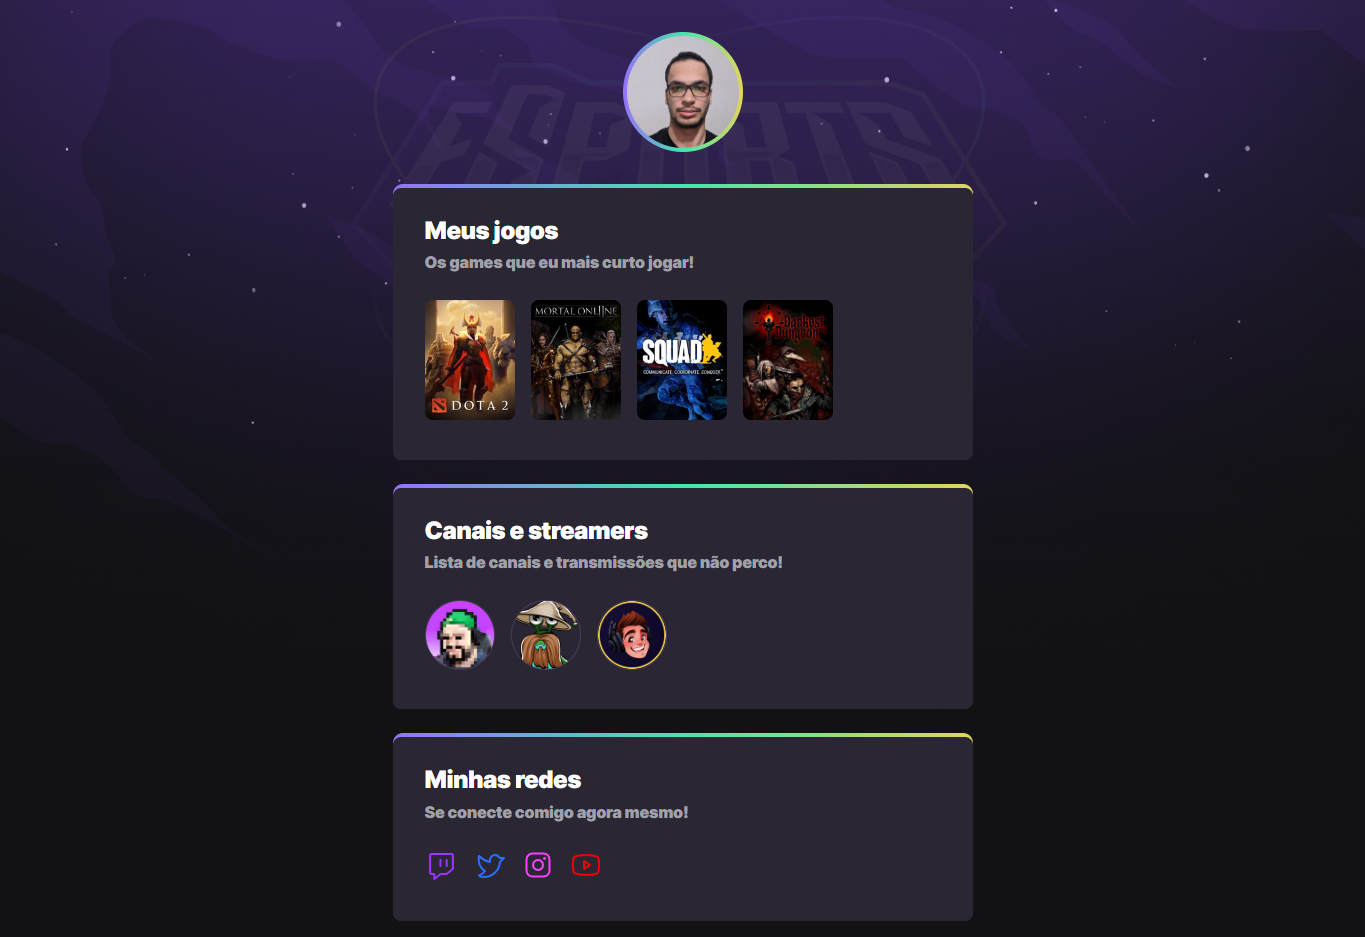 ESPORTS
Meus jogos
Os games que eu mais curto jogar!
DOTA 2
MORTAL ONLINE
SQUAD
COMMUNICATE. COORDINATE. CONQUER.™
Darkest
Dungeon
Canais e streamers
Lista de canais e transmissões que não perco!
Minhas redes
Se conecte comigo agora mesmo!